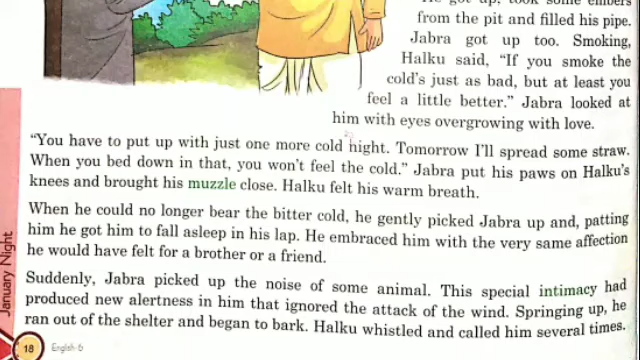 He got up, took some embers
from the pit and filled his pipe.
Jabra got up too. Smoking,
Halku said, "If you smoke the
cold's just as bad, but at least you
feel a little better." Jabra looked at
him with eyes overgrowing with love.
"You have to put up with just one more cold night. Tomorrow I'll spread some straw.
When you bed down in that, you won't feel the cold." Jabra put his paws on Halku's
knees and brought his muzzle close. Halku felt his warm breath.
When he could no longer bear the bitter cold, he gently picked Jabra up and, patting
him he got him to fall asleep in his lap. He embraced him with the very same affection
he would have felt for a brother or a friend.
Suddenly, Jabra picked up the noise of some animal. This special intimacy had
produced new alertness in him that ignored the attack of the wind. Springing up, he
ran out of the shelter and began to bark. Halku whistled and called him several times.
January Night
18 English-6